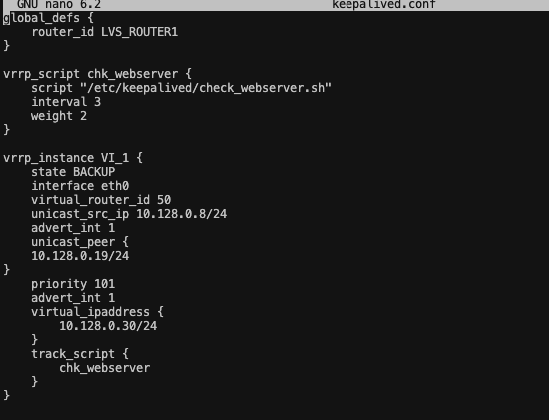 GNU nano 6.2 keepalived.conf
global_defs {
    router_id LVS_ROUTER1
}

vrrp_script chk_webserver {
    script "/etc/keepalived/check_webserver.sh"
    interval 3
    weight 2
}

vrrp_instance VI_1 {
    state BACKUP
    interface eth0
    virtual_router_id 50
    unicast_src_ip 10.128.0.8/24
    advert_int 1
    unicast_peer {
    10.128.0.19/24
}
    priority 101
    advert_int 1
    virtual_ipaddress {
        10.128.0.30/24
    }
    track_script {
        chk_webserver
    }
}